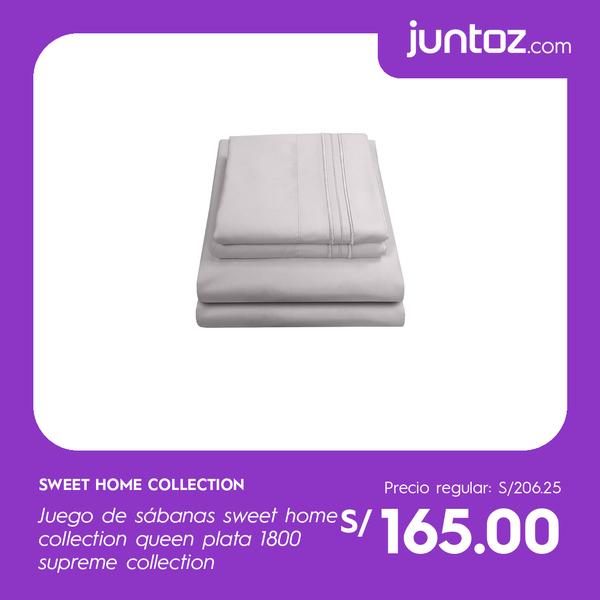 juntoz.com
SWEET HOME COLLECTION
Juego de sábanas sweet home
collection queen plata 1800
supreme collection
Precio regular: S/206.25
S/ 165.00